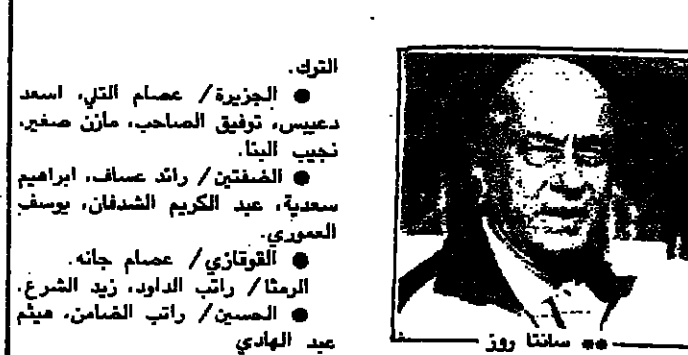 الترك.
● الجزيرة/ عصام التلي، اسعد
دعيبس، توفيق الصاحب، مازن صغير،
نجيب البنا.
● الضفتين/ رائد عساف، ابراهيم
سعدية، عبد الكريم الشدفان، يوسف
العموري.
● القوقازي/ عصام جانه.
الرمثا/ راتب الداود، زيد الشرع.
● الحسين/ راتب الضامن، هيثم
عبد الهادي
●● سانتا روز